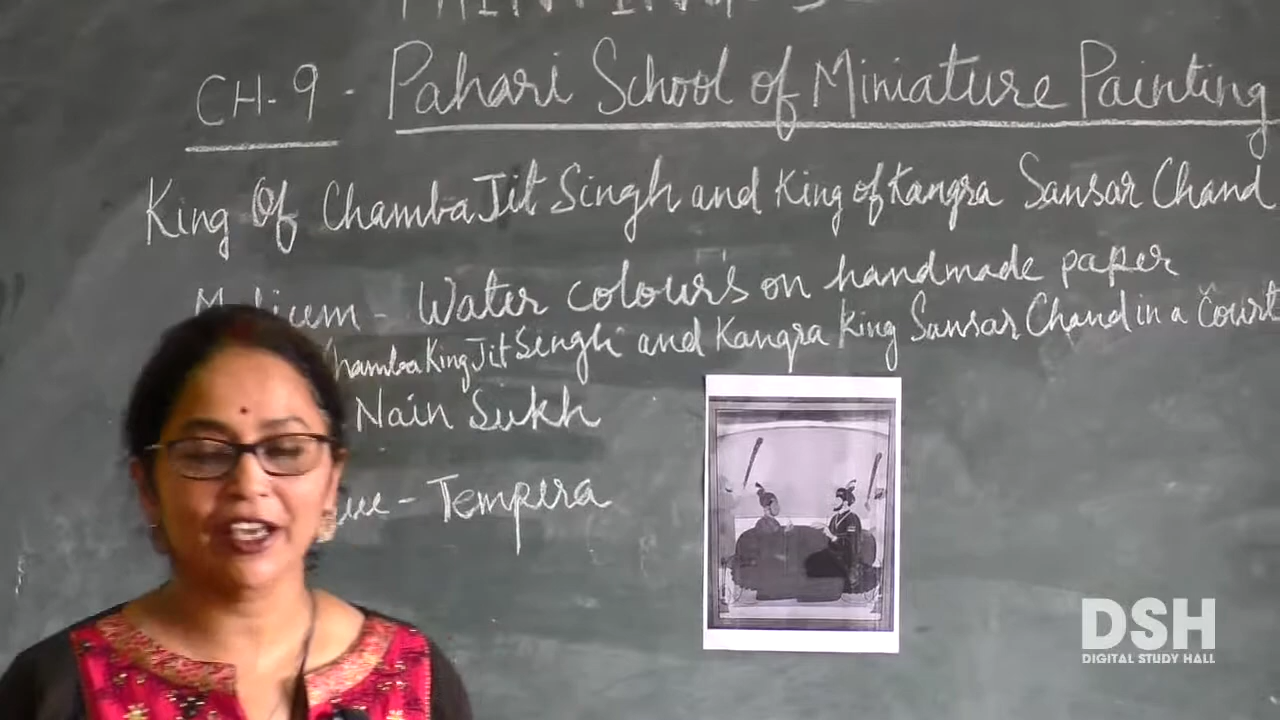 CH-9 - Pahari School of Miniature Painting
King Of Chamba Jit Singh and King of Kangra Sansar Chand
- Water colour's on handmade paper
Chamba King Jit Singh and Kangra King Sansar Chand in a Court
Nain Sukh
- Tempera
DSH
DIGITAL STUDY HALL